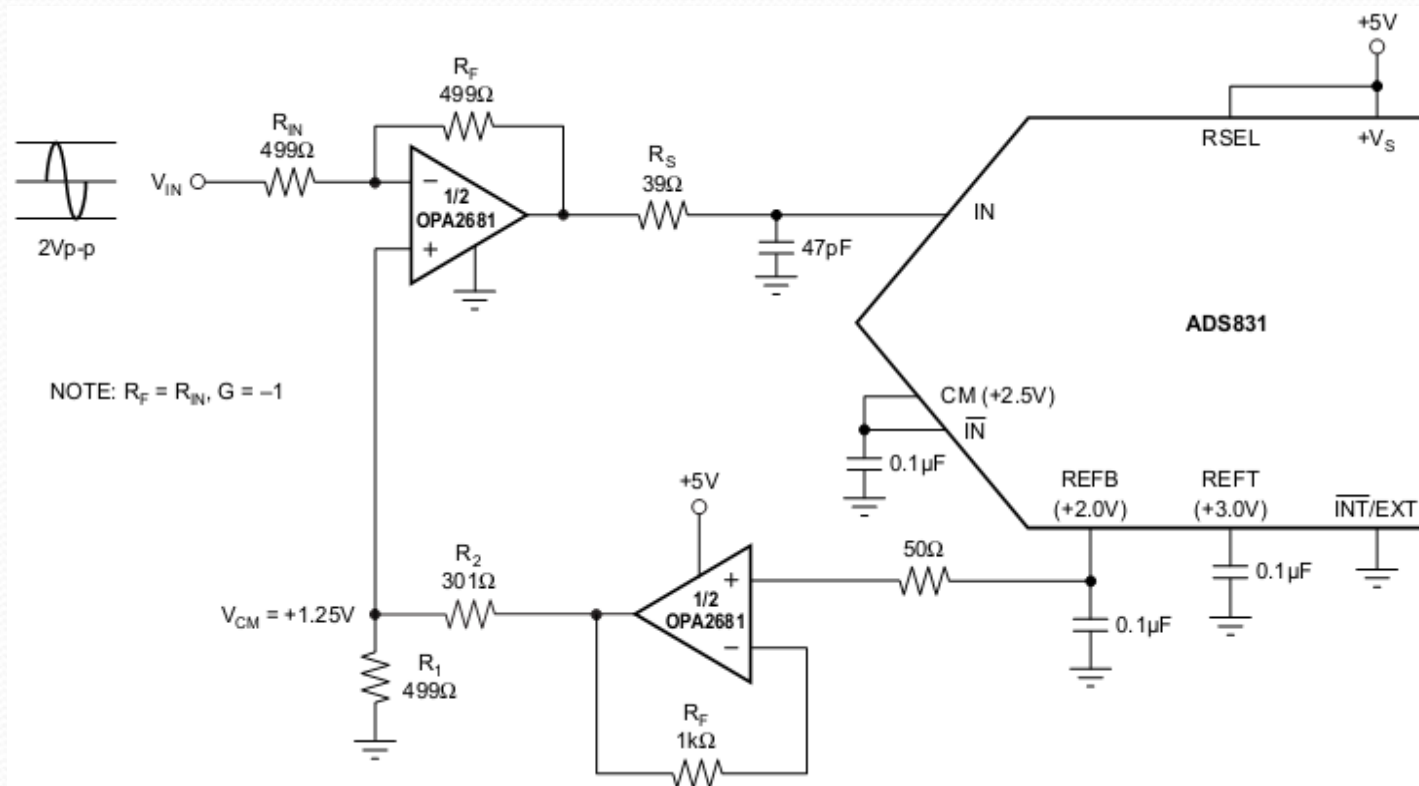 +5V
R_F
499Ω
R_IN
499Ω
RSEL
+V_S
R_S
39Ω
V_IN
1/2
OPA2681
−
+
IN
2Vp-p
47pF
ADS831
NOTE: R_F = R_IN, G = –1
CM (+2.5V)
I̅N̅
0.1µF
+5V
REFB
(+2.0V)
REFT
(+3.0V)
I̅N̅T̅/EXT
R_2
301Ω
50Ω
+
1/2
OPA2681
−
0.1µF
V_CM = +1.25V
0.1µF
R_1
499Ω
R_F
1kΩ